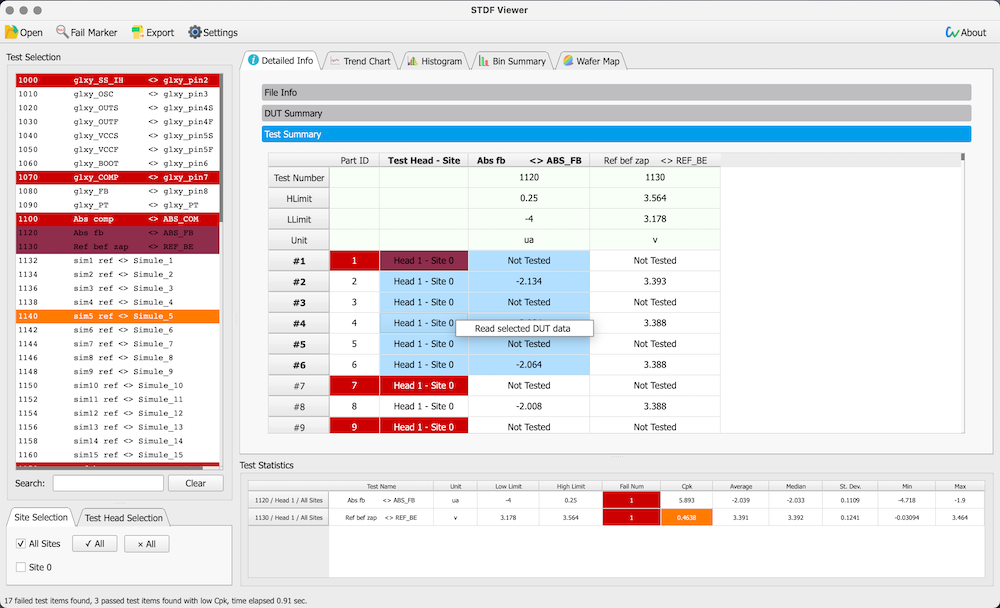 STDF Viewer
Open Fail Marker Export Settings About
Test Selection
1000 glxy_SS_IH <> glxy_pin2
1010 glxy_OSC <> glxy_pin3
1020 glxy_OUTS <> glxy_pin4S
1030 glxy_OUTF <> glxy_pin4F
1040 glxy_VCCS <> glxy_pin5S
1050 glxy_VCCF <> glxy_pin5F
1060 glxy_BOOT <> glxy_pin6
1070 glxy_COMP <> glxy_pin7
1080 glxy_FB <> glxy_pin8
1090 glxy_PT <> glxy_PT
1100 Abs comp <> ABS_COM
1120 Abs fb <> ABS_FB
1130 Ref bef zap <> REF_BE
1132 sim1 ref <> Simule_1
1134 sim2 ref <> Simule_2
1136 sim3 ref <> Simule_3
1138 sim4 ref <> Simule_4
1140 sim5 ref <> Simule_5
1142 sim6 ref <> Simule_6
1144 sim7 ref <> Simule_7
1146 sim8 ref <> Simule_8
1148 sim9 ref <> Simule_9
1150 sim10 ref <> Simule_10
1152 sim11 ref <> Simule_11
1154 sim12 ref <> Simule_12
1156 sim13 ref <> Simule_13
1158 sim14 ref <> Simule_14
1160 sim15 ref <> Simule_15
Search: Clear
Site Selection Test Head Selection
All Sites ✓ All × All
Site 0
Detailed Info Trend Chart Histogram Bin Summary Wafer Map
File Info
DUT Summary
Test Summary
Part ID Test Head - Site Abs fb <> ABS_FB Ref bef zap <> REF_BE
Test Number 1120 1130
HLimit 0.25 3.564
LLimit -4 3.178
Unit ua v
#1 1 Head 1 - Site 0 Not Tested Not Tested
#2 2 Head 1 - Site 0 -2.134 3.393
#3 3 Head 1 - Site 0 Not Tested Not Tested
#4 4 Head 1 - Site 0 3.388
Read selected DUT data
#5 5 Head 1 - Site 0 Not Tested Not Tested
#6 6 Head 1 - Site 0 -2.064 3.388
#7 7 Head 1 - Site 0 Not Tested Not Tested
#8 8 Head 1 - Site 0 -2.008 3.388
#9 9 Head 1 - Site 0 Not Tested Not Tested
Test Statistics
Test Name Unit Low Limit High Limit Fail Num Cpk Average Median St. Dev. Min Max
1120 / Head 1 / All Sites Abs fb <> ABS_FB ua -4 0.25 1 5.893 -2.039 -2.033 0.1109 -4.718 -1.9
1130 / Head 1 / All Sites Ref bef zap <> REF_BE v 3.178 3.564 1 0.4638 3.391 3.392 0.1241 -0.03094 3.464
17 failed test items found, 3 passed test items found with low Cpk, time elapsed 0.91 sec.